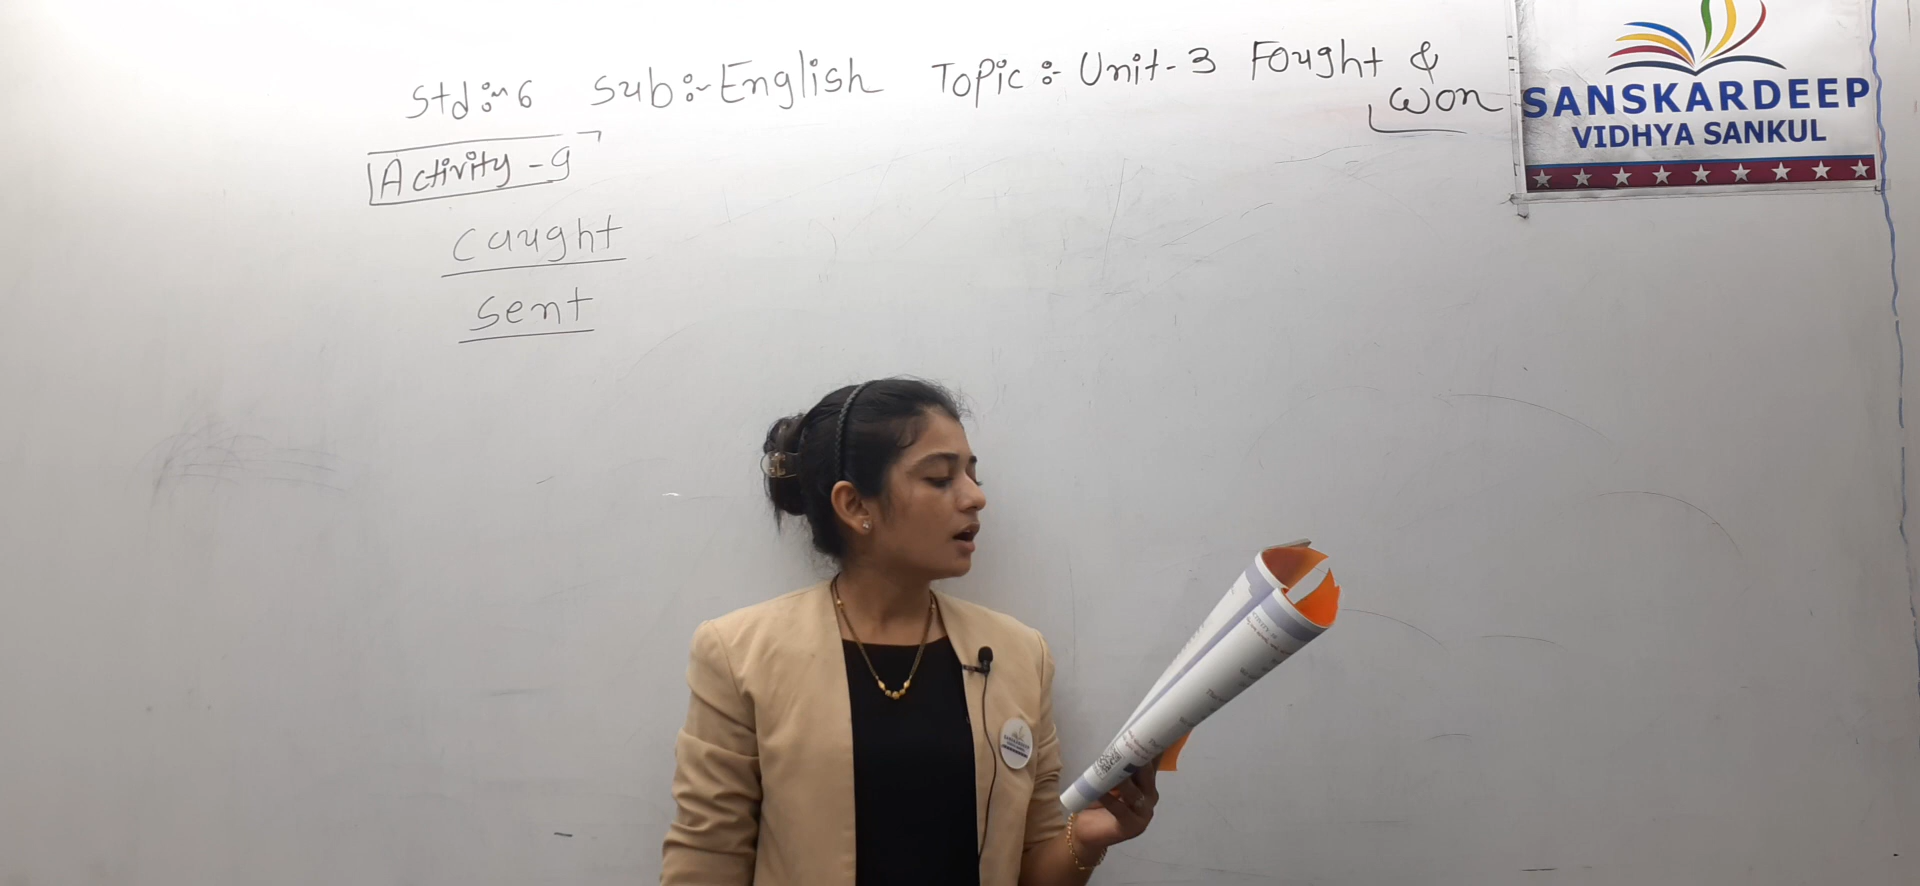 Std :- 6 Sub :- English Topic :- Unit - 3 Fought &
Won
Activity - 9
Caught
Sent
SANSKARDEEP
VIDHYA SANKUL